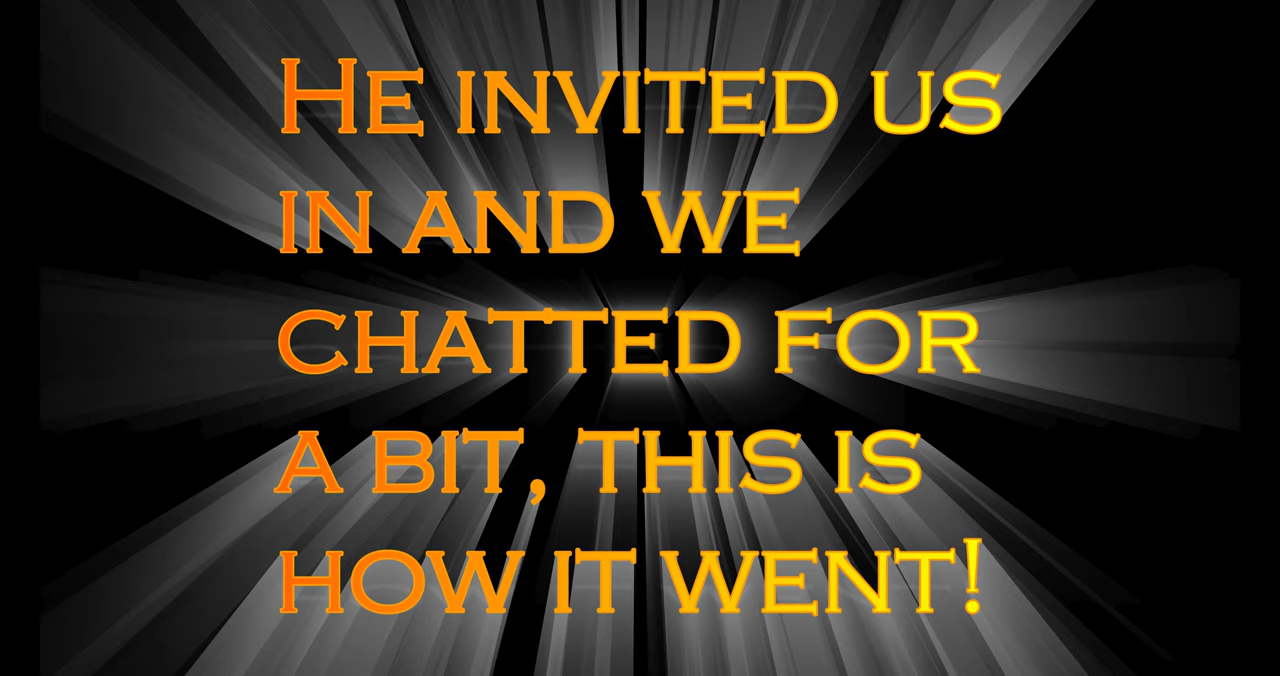 He invited us
in and we
chatted for
a bit, this is
how it went!